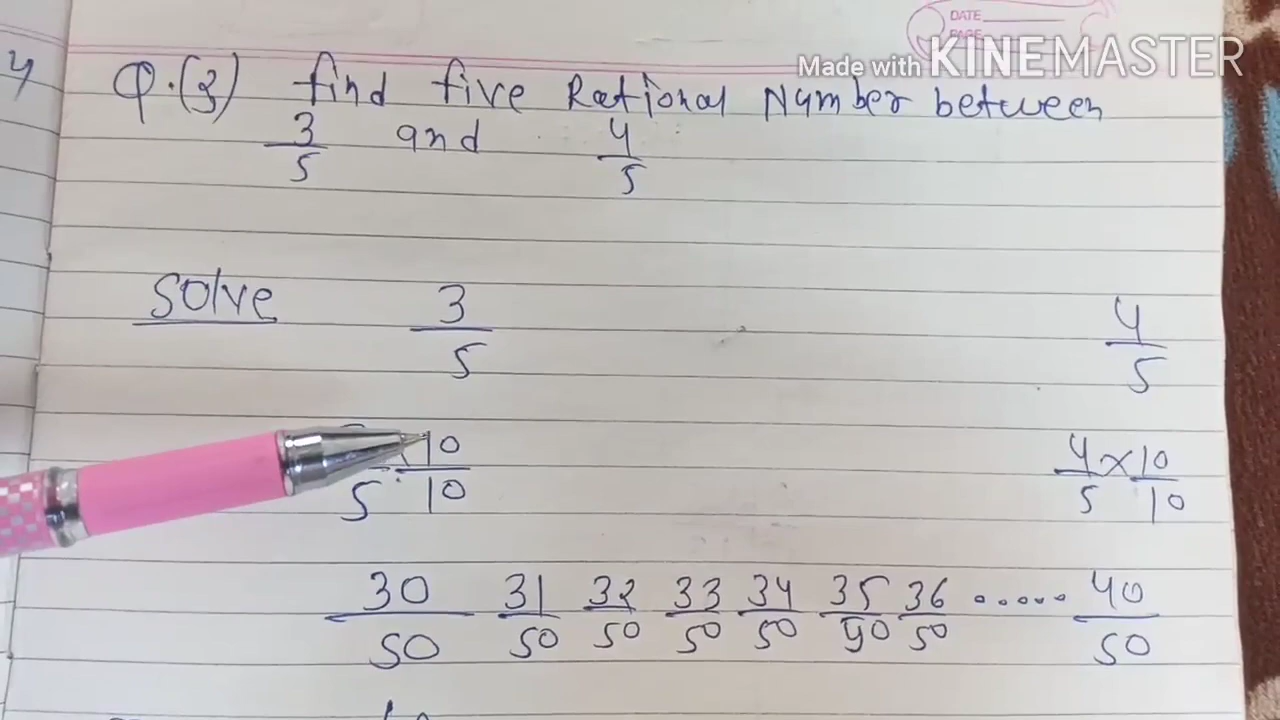 DATE
PAGE
Made with KINEMASTER
y
Q.(3) find five Rational Number between
3/5 and 4/5
Solve 3/5 4/5
5 10/10 4/5 × 10/10
30/50 31/50 32/50 33/50 34/50 35/50 36/50 ..... 40/50